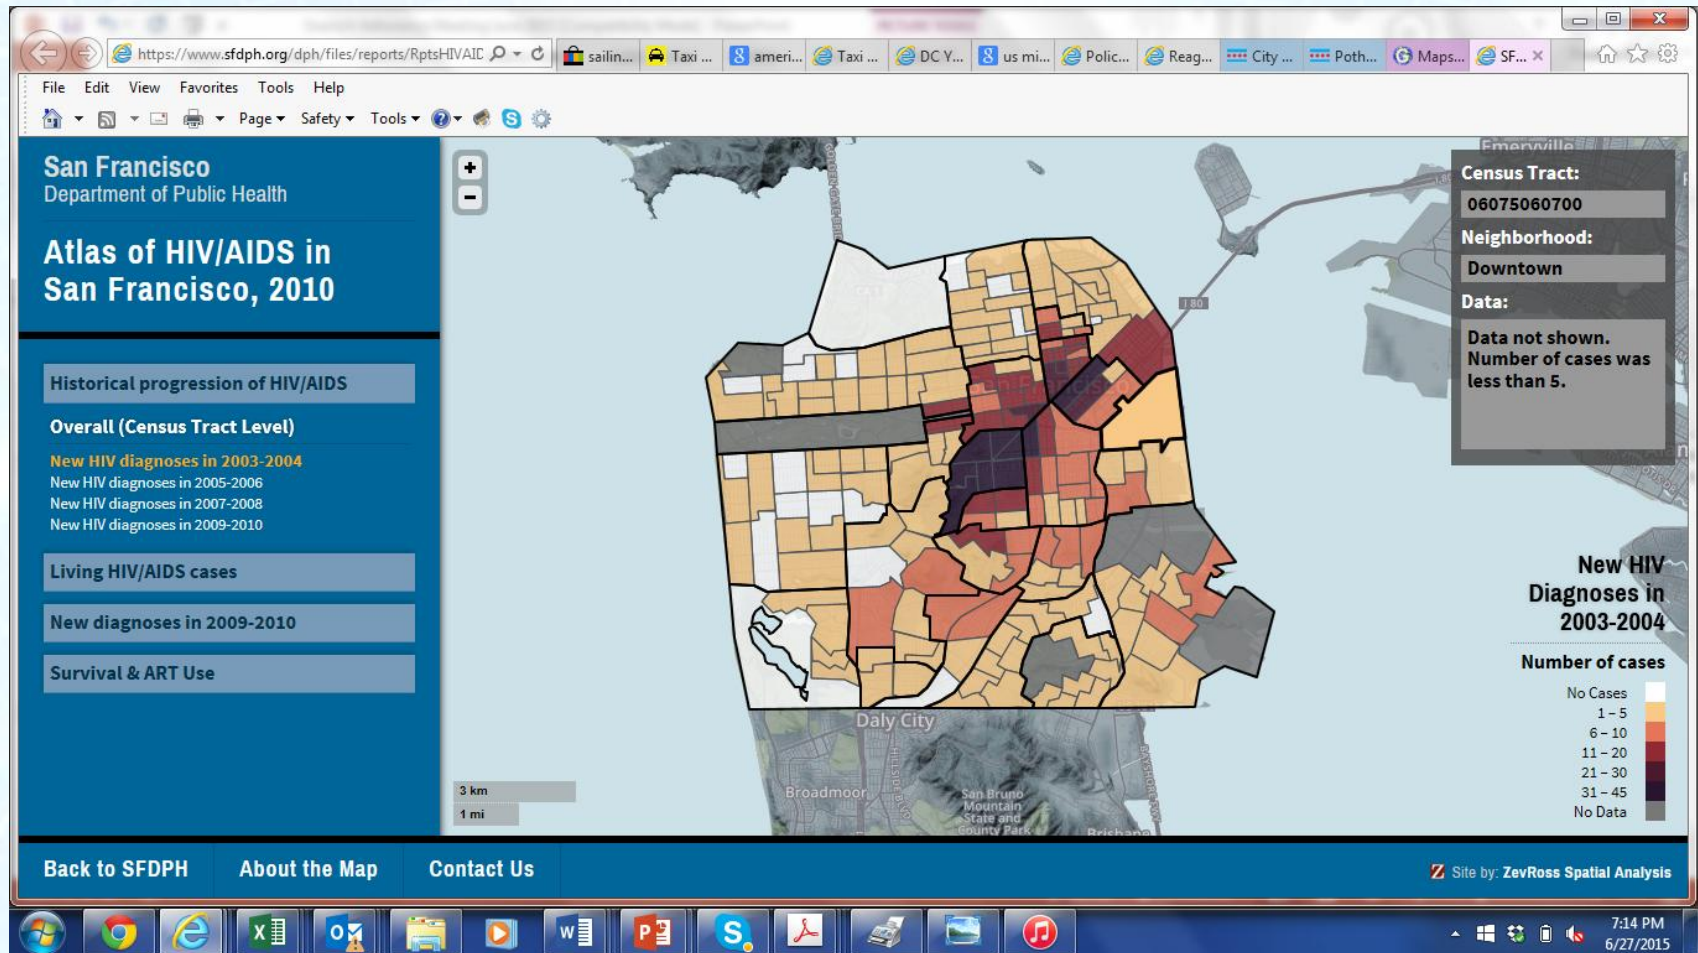 https://www.sfdph.org/dph/files/reports/RptsHIVAID
sailin...
Taxi ...
ameri...
Taxi ...
DC Y...
us mi...
Polic...
Reag...
City ...
Poth...
Maps...
SF...
File Edit View Favorites Tools Help
Page Safety Tools
San Francisco
Department of Public Health
Atlas of HIV/AIDS in
San Francisco, 2010
Historical progression of HIV/AIDS
Overall (Census Tract Level)
New HIV diagnoses in 2003-2004
New HIV diagnoses in 2005-2006
New HIV diagnoses in 2007-2008
New HIV diagnoses in 2009-2010
Living HIV/AIDS cases
New diagnoses in 2009-2010
Survival & ART Use
+
-
Emeryville
I 80
San Francisco
Daly City
Broadmoor
San Bruno
Mountain
State and
County Park
Brisbane
3 km
1 mi
Census Tract:
06075060700
Neighborhood:
Downtown
Data:
Data not shown.
Number of cases was
less than 5.
New HIV
Diagnoses in
2003-2004
Number of cases
No Cases
1 – 5
6 – 10
11 – 20
21 – 30
31 – 45
No Data
Back to SFDPH
About the Map
Contact Us
Site by: ZevRoss Spatial Analysis
7:14 PM
6/27/2015